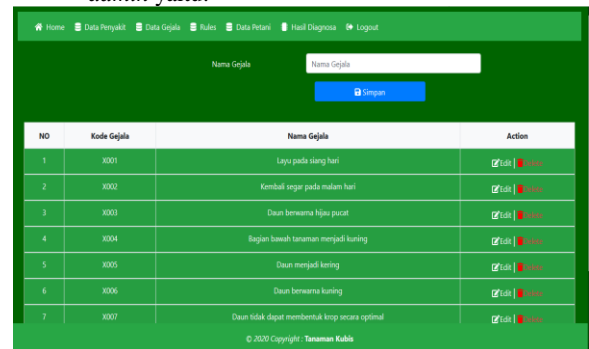 Home Data Penyakit Data Gejala Rules Data Petani Hasil Diagnosa Logout
Nama Gejala Nama Gejala
Simpan
NO Kode Gejala Nama Gejala Action
1 X001 Layu pada siang hari Edit |
2 X002 Kembali segar pada malam hari Edit |
3 X003 Daun berwarna hijau pucat Edit |
4 X004 Bagian bawah tanaman menjadi kuning Edit |
5 X005 Daun menjadi kering Edit |
6 X006 Daun berwarna kuning Edit |
7 X007 Daun tidak dapat membentuk krop secara optimal Edit |
© 2020 Copyright : Tanaman Kubis